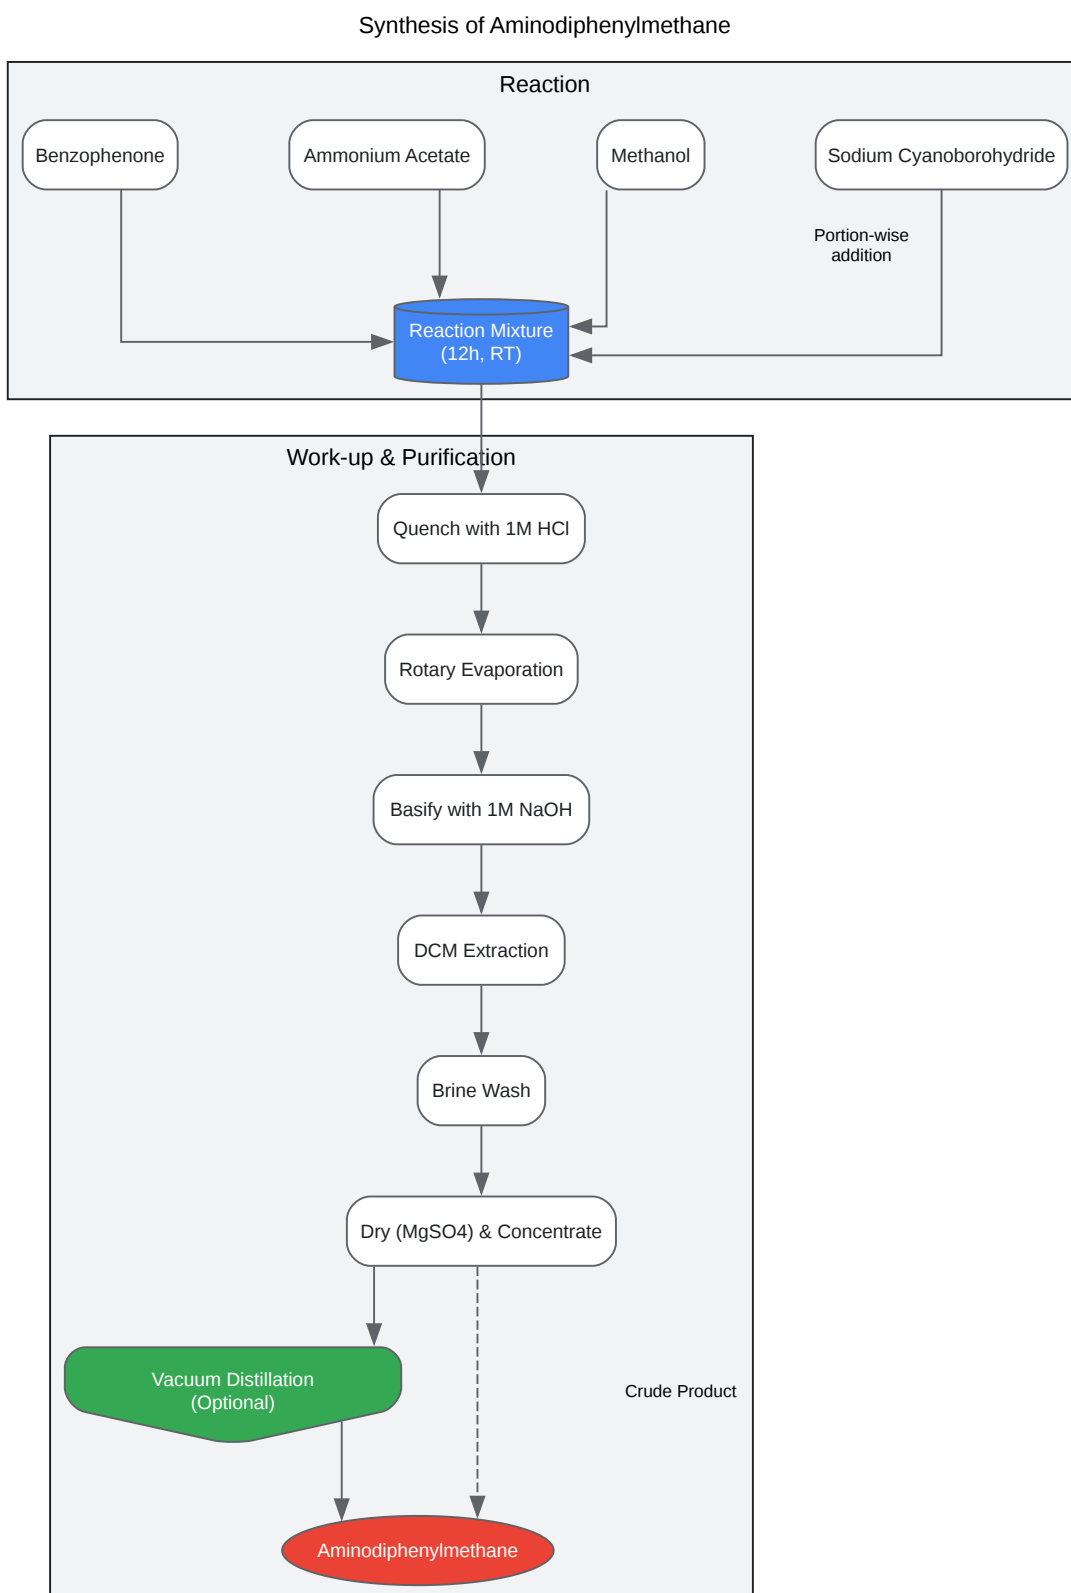 Synthesis of Aminodiphenylmethane
Reaction
Benzophenone
Ammonium Acetate
Methanol
Sodium Cyanoborohydride
Portion-wise
addition
Reaction Mixture
(12h, RT)
Work-up & Purification
Quench with 1M HCl
Rotary Evaporation
Basify with 1M NaOH
DCM Extraction
Brine Wash
Dry (MgSO4) & Concentrate
Vacuum Distillation
(Optional)
Crude Product
Aminodiphenylmethane